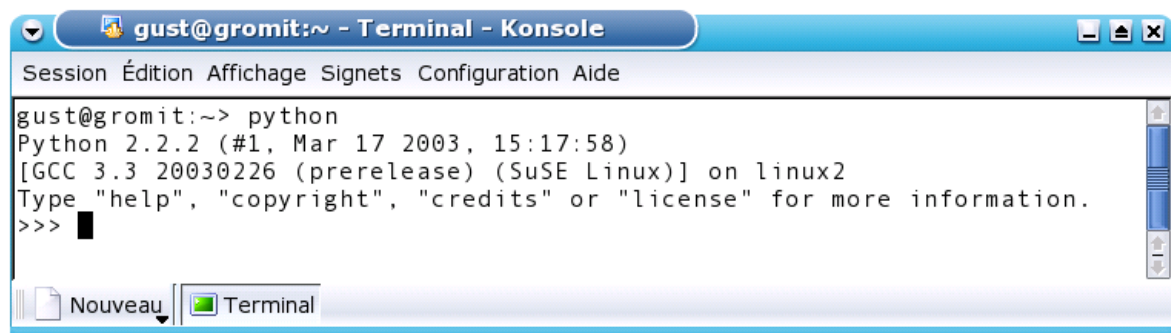 gust@gromit:~ - Terminal - Konsole
Session Édition Affichage Signets Configuration Aide
gust@gromit:~> python
Python 2.2.2 (#1, Mar 17 2003, 15:17:58)
[GCC 3.3 20030226 (prerelease) (SuSE Linux)] on linux2
Type "help", "copyright", "credits" or "license" for more information.
>>>
Nouveau Terminal